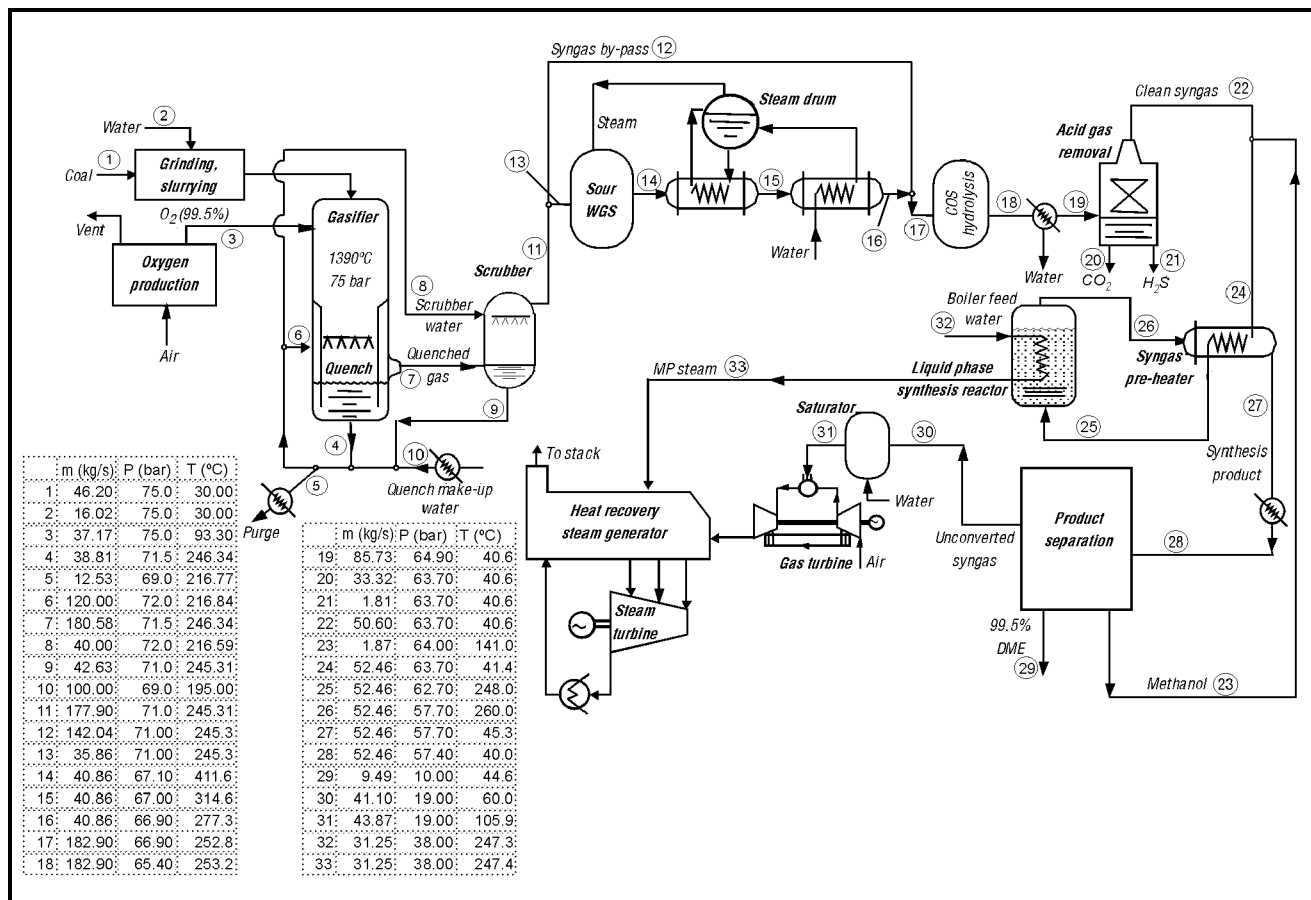 Syngas by-pass 12
Clean syngas 22
Water 2
Steam drum
Steam
Acid gas
removal
Coal 1
Grinding,
slurrying
13
Sour
WGS
14
15
COS
hydrolysis
18
19
O2(99.5%)
Vent
3
Gasifier
1390ºC
75 bar
Oxygen
production
Air
11
16
17
Water
Water
20
CO2
21
H2S
8
Scrubber
Scrubber
water
6
Quench
Quenched
gas
7
Boiler feed
water
32
26
24
Syngas
pre-heater
MP steam 33
Liquid phase
synthesis reactor
9
25
27
4
10
5
Quench make-up
water
Purge
Saturator
31
30
Water
To stack
Heat recovery
steam generator
Gas turbine
Air
Unconverted
syngas
Synthesis
product
Product
separation
28
Steam
turbine
99.5%
DME
29
Methanol 23
m (kg/s) P (bar) T (ºC)
1 46.20 75.0 30.00
2 16.02 75.0 30.00
3 37.17 75.0 93.30
4 38.81 71.5 246.34
5 12.53 69.0 216.77
6 120.00 72.0 216.84
7 180.58 71.5 246.34
8 40.00 72.0 216.59
9 42.63 71.0 245.31
10 100.00 69.0 195.00
11 177.90 71.0 245.31
12 142.04 71.00 245.3
13 35.86 71.00 245.3
14 40.86 67.10 411.6
15 40.86 67.00 314.6
16 40.86 66.90 277.3
17 182.90 66.90 252.8
18 182.90 65.40 253.2
m (kg/s) P (bar) T (ºC)
19 85.73 64.90 40.6
20 33.32 63.70 40.6
21 1.81 63.70 40.6
22 50.60 63.70 40.6
23 1.87 64.00 141.0
24 52.46 63.70 41.4
25 52.46 62.70 248.0
26 52.46 57.70 260.0
27 52.46 57.70 45.3
28 52.46 57.40 40.0
29 9.49 10.00 44.6
30 41.10 19.00 60.0
31 43.87 19.00 105.9
32 31.25 38.00 247.3
33 31.25 38.00 247.4